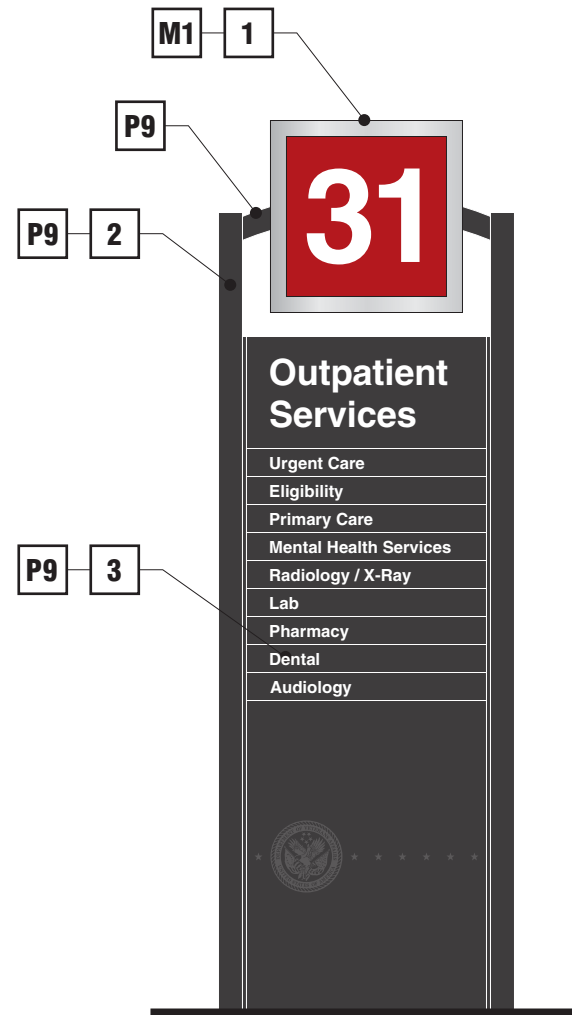 M1 1
P9
31
P9 2
Outpatient
Services
Urgent Care
Eligibility
Primary Care
Mental Health Services
Radiology / X-Ray
P9 3
Lab
Pharmacy
Dental
Audiology